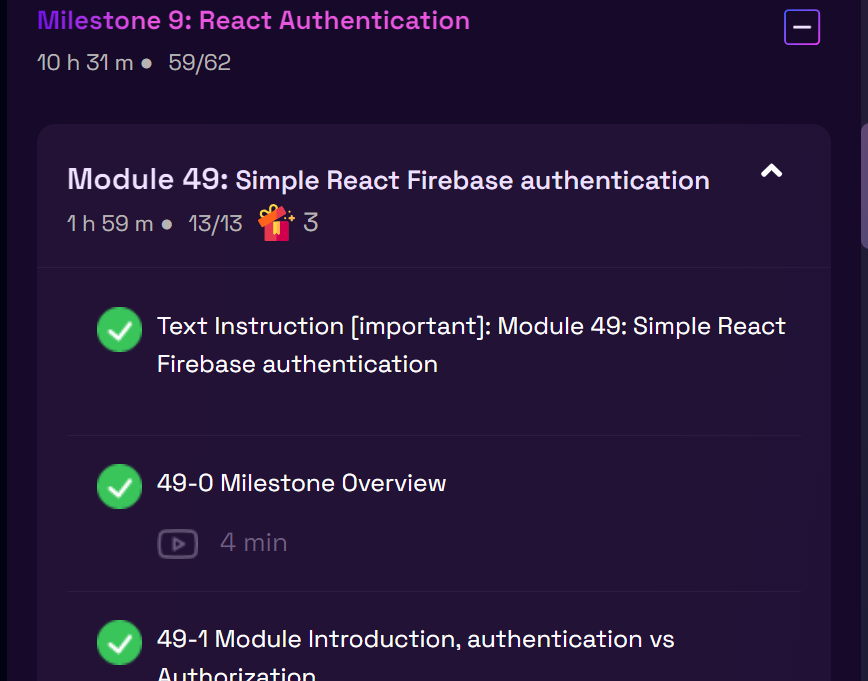 Milestone 9: React Authentication
10 h 31 m ● 59/62
Module 49: Simple React Firebase authentication
1 h 59 m ● 13/13 3
Text Instruction [important]: Module 49: Simple React
Firebase authentication
49-0 Milestone Overview
4 min
49-1 Module Introduction, authentication vs
Authorization